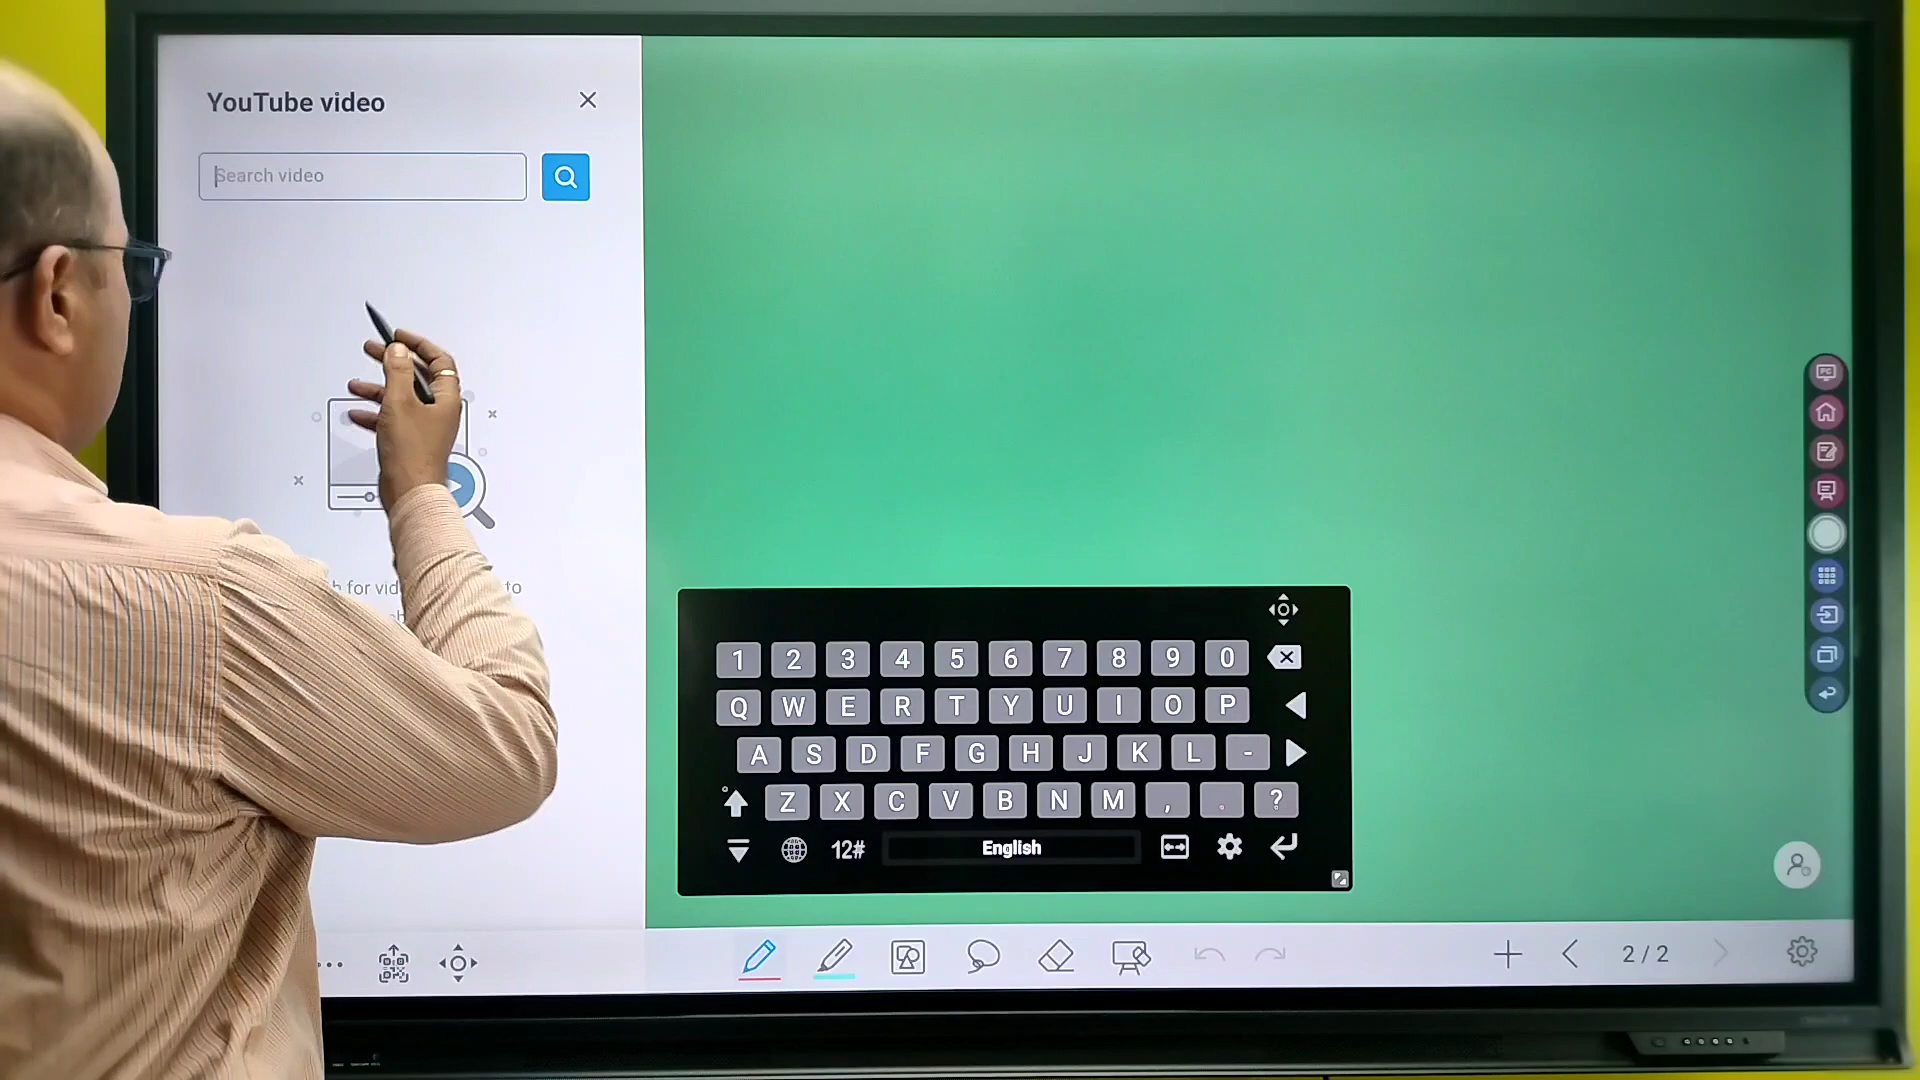 YouTube video
Search video
for to
1 2 3 4 5 6 7 8 9 0
Q W E R T Y U I O P
A S D F G H J K L -
Z X C V B N M , . ?
12# English
2 / 2
PC